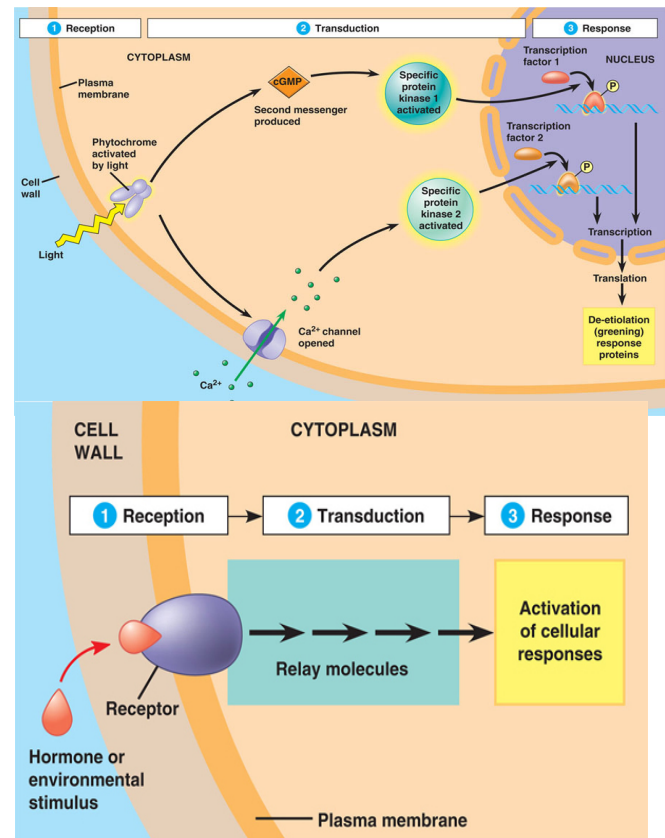 1 Reception
2 Transduction
3 Response
CYTOPLASM
NUCLEUS
Plasma
membrane
Phytochrome
activated
by light
Cell
wall
Light
cGMP
Second messenger
produced
Specific
protein
kinase 1
activated
Specific
protein
kinase 2
activated
Ca2+ channel
opened
Ca2+
Transcription
factor 1
P
Transcription
factor 2
P
Transcription
Translation
De-etiolation
(greening)
response
proteins
CELL
WALL
CYTOPLASM
1 Reception
2 Transduction
3 Response
Relay molecules
Activation
of cellular
responses
Receptor
Hormone or
environmental
stimulus
Plasma membrane